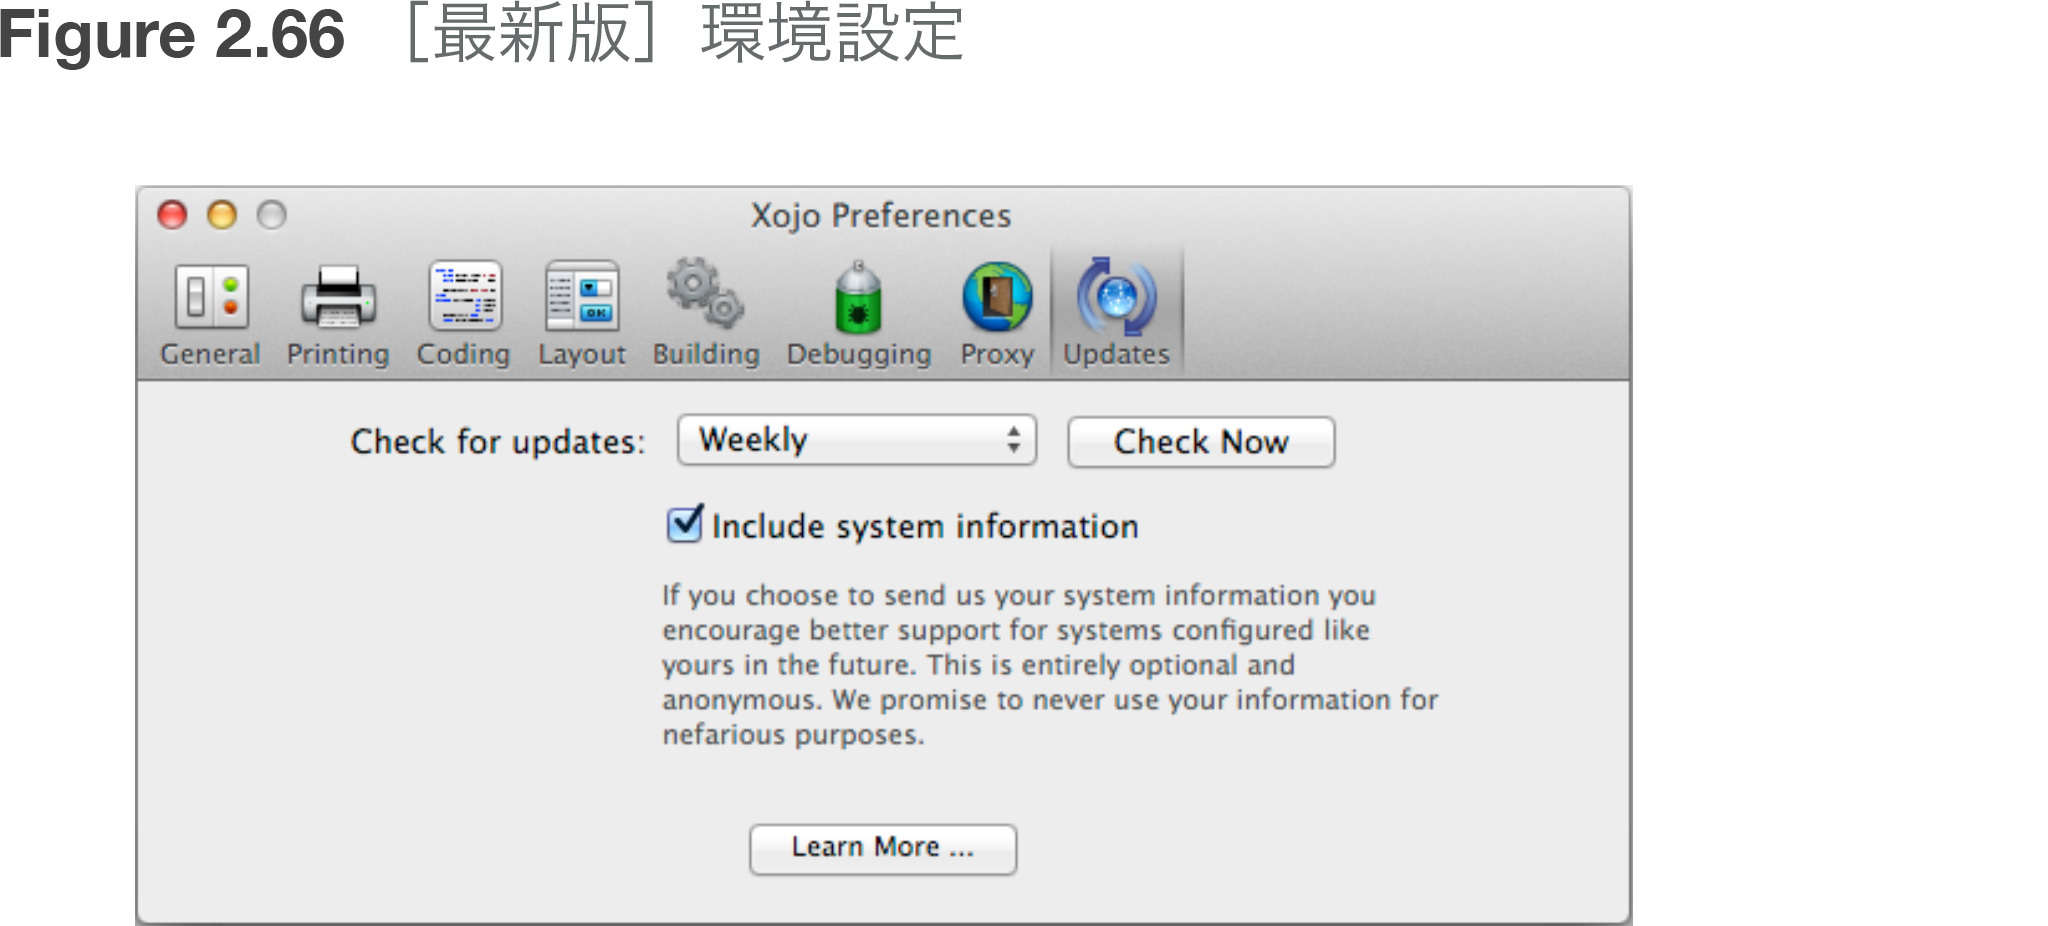 Figure 2.66 ［最新版］環境設定
Xojo Preferences
General Printing Coding Layout Building Debugging Proxy Updates
Check for updates: Weekly Check Now
Include system information
If you choose to send us your system information you
encourage better support for systems configured like
yours in the future. This is entirely optional and
anonymous. We promise to never use your information for
nefarious purposes.
Learn More ...